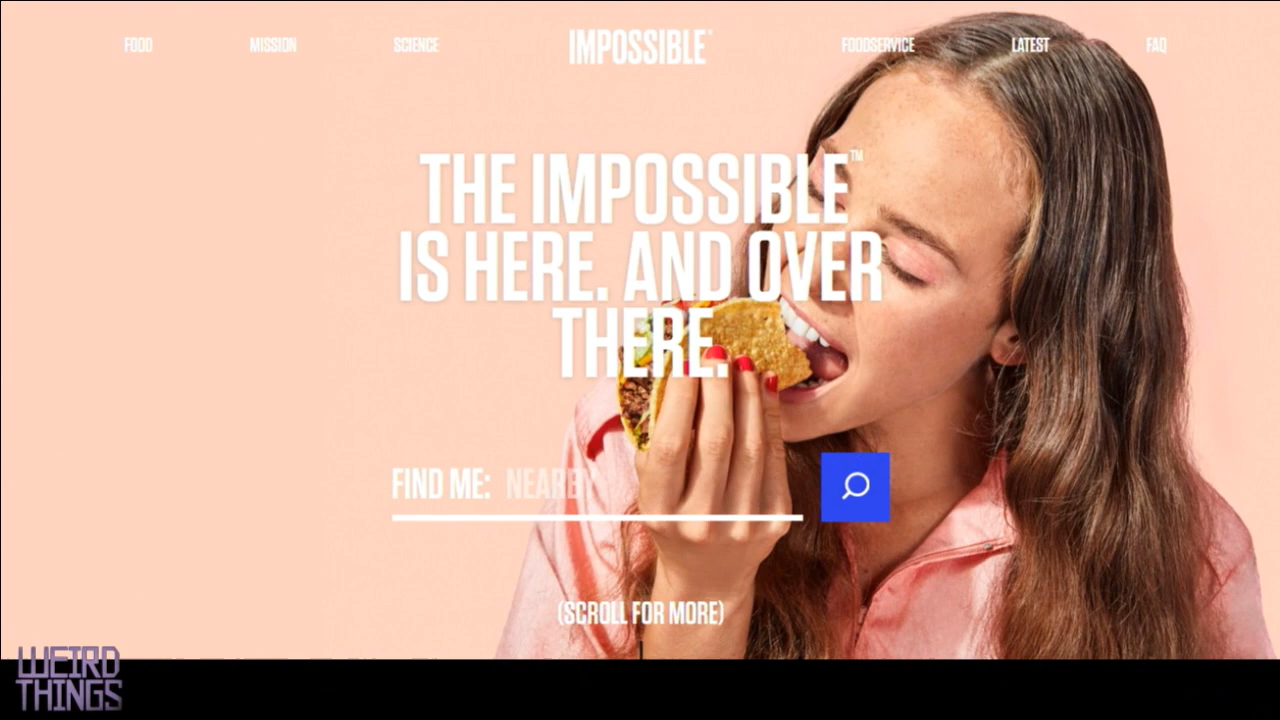 FOOD MISSION SCIENCE IMPOSSIBLE FOODSERVICE LATEST FAQ
THE IMPOSSIBLE™
IS HERE. AND OVER
THERE.
FIND ME: NEARBY
(SCROLL FOR MORE)
WEIRD
THINGS